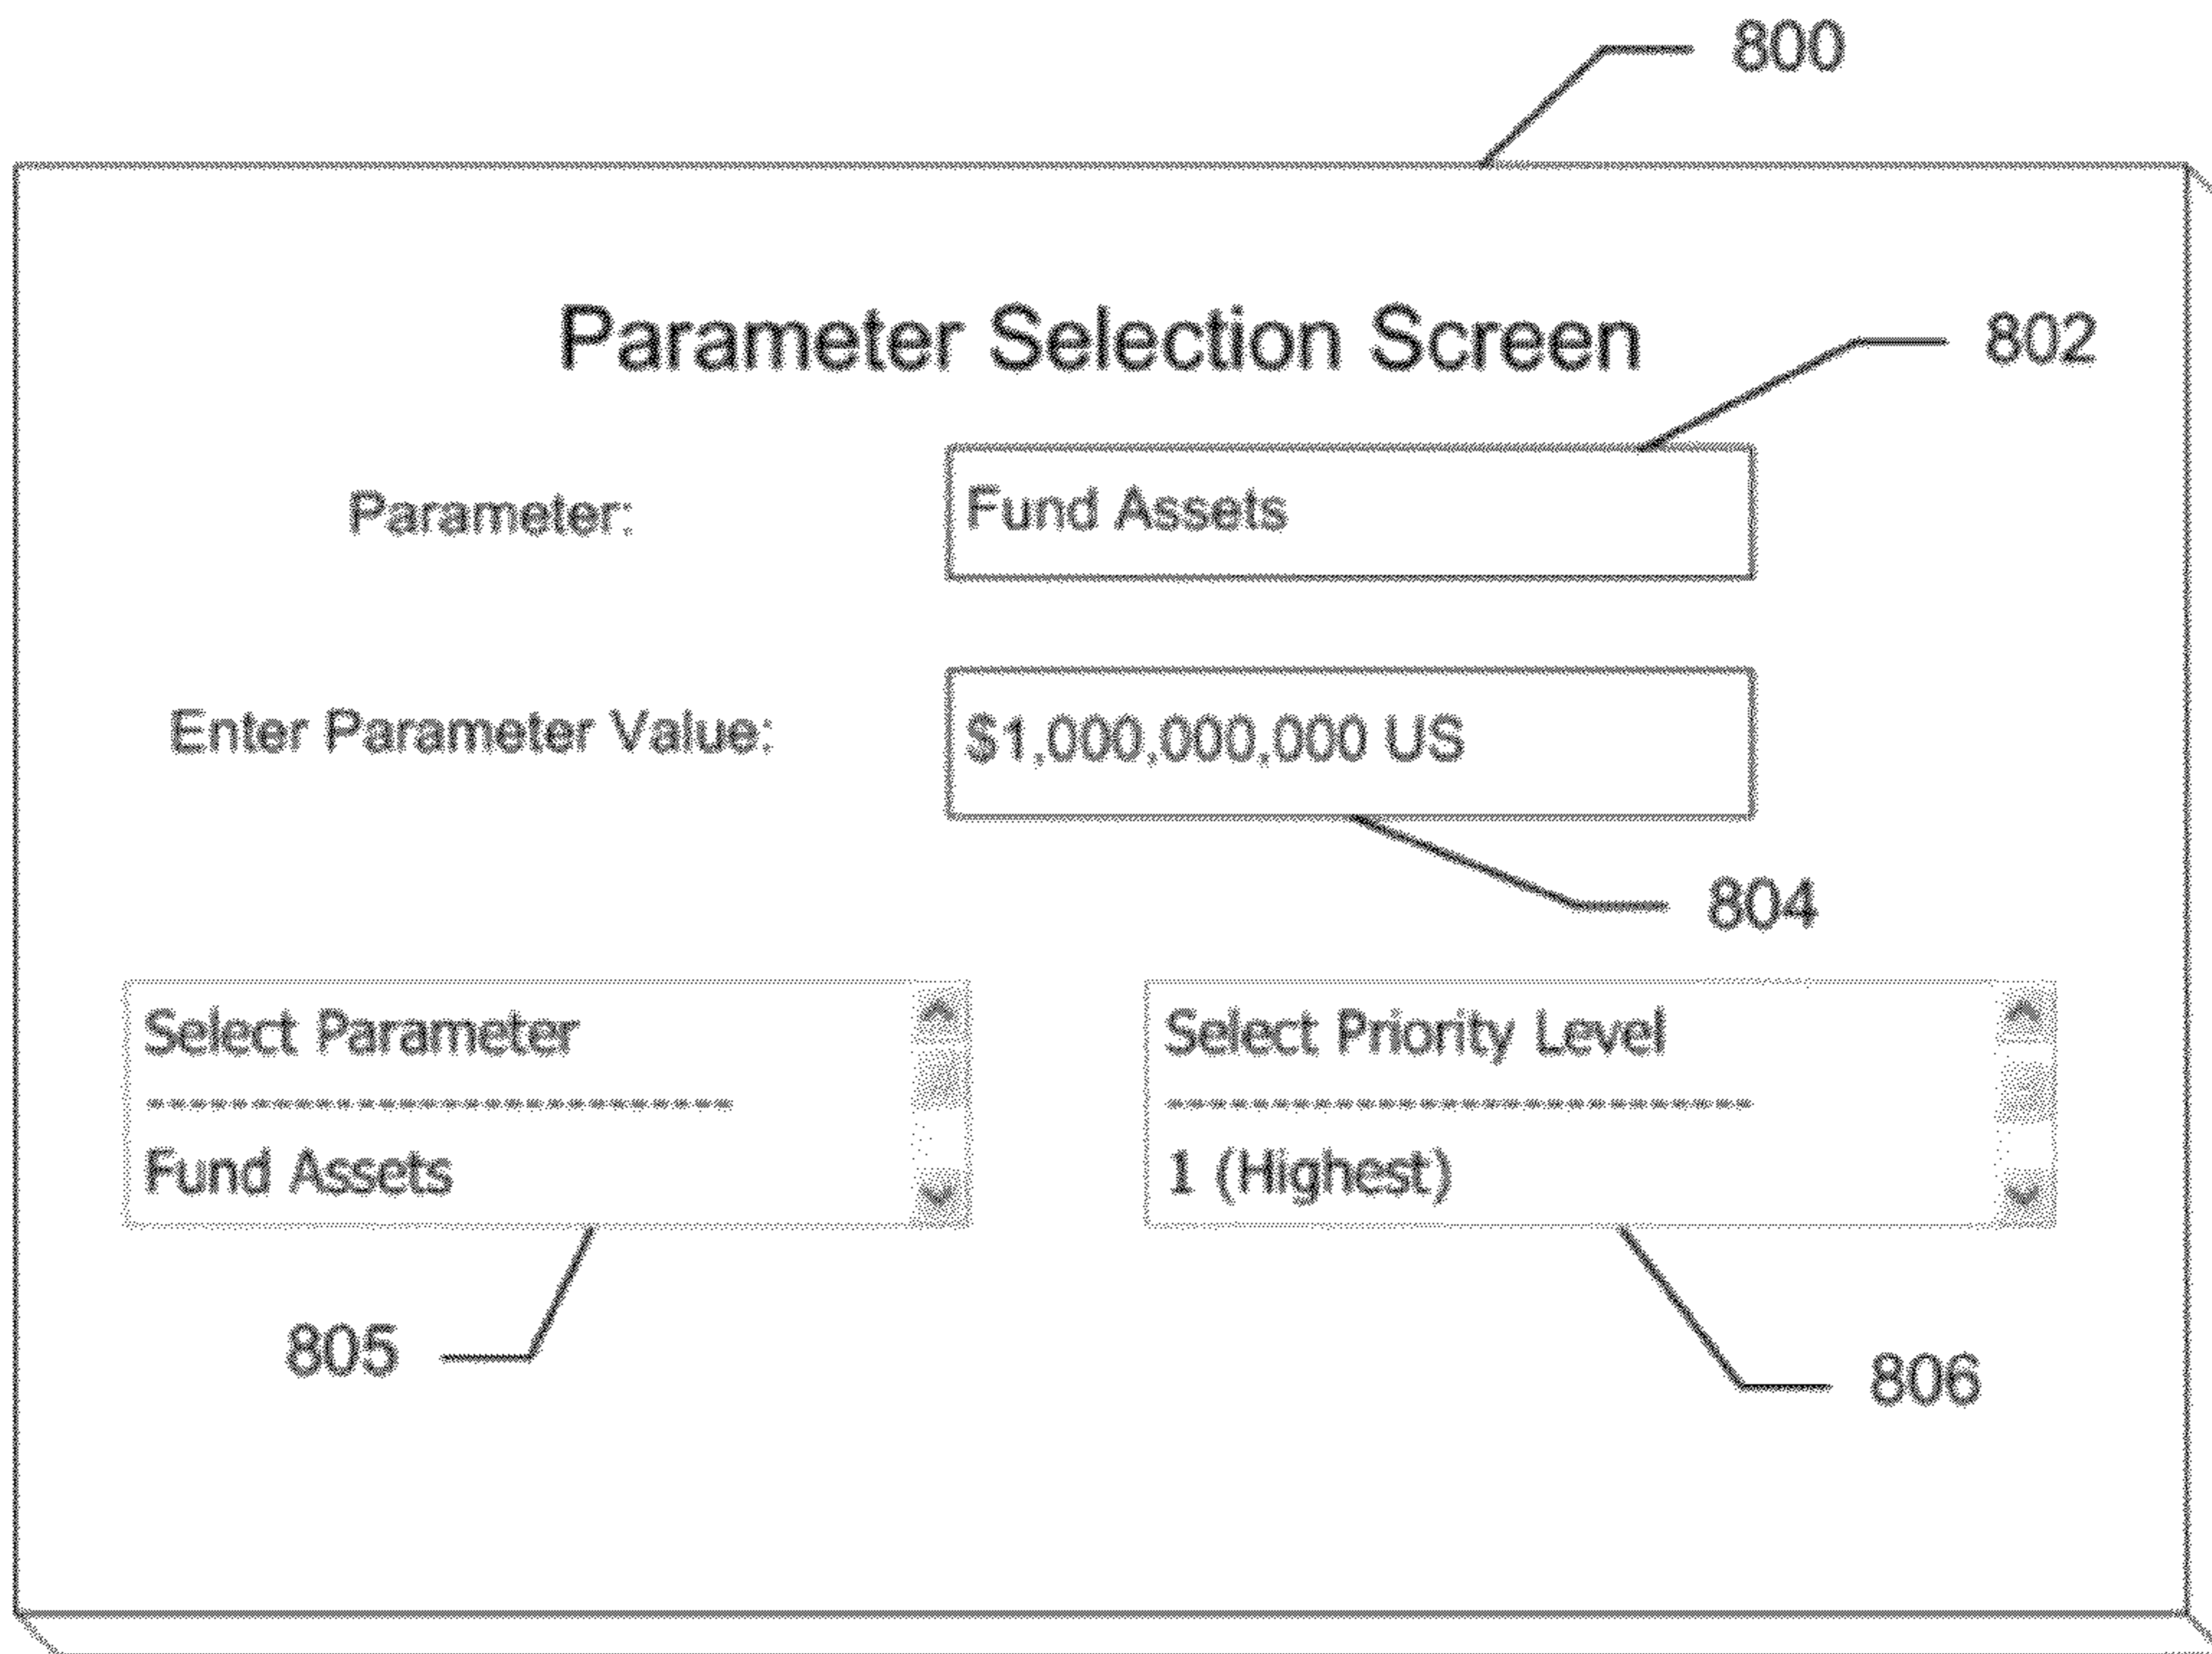 800
Parameter Selection Screen
802
Parameter:
Fund Assets
Enter Parameter Value:
$1,000,000,000 US
804
Select Parameter
---------------------------
Fund Assets
Select Priority Level
---------------------------
1 (Highest)
805
806